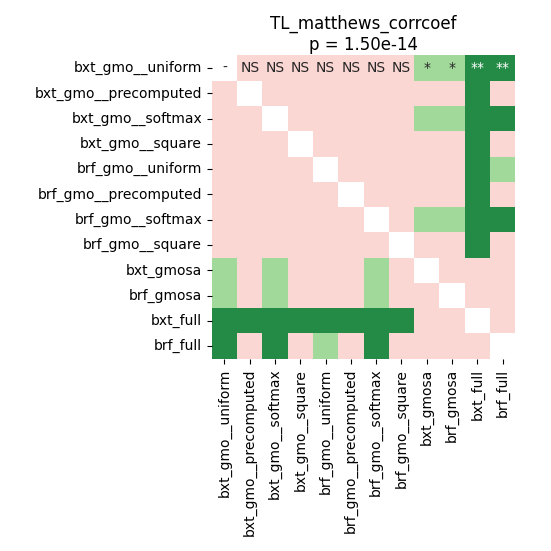 TL_matthews_corrcoef
p = 1.50e-14
bxt_gmo__uniform
- NS NS NS NS NS NS NS * * ** **
bxt_gmo__precomputed
bxt_gmo__softmax
bxt_gmo__square
brf_gmo__uniform
brf_gmo__precomputed
brf_gmo__softmax
brf_gmo__square
bxt_gmosa
brf_gmosa
bxt_full
brf_full
bxt_gmo__uniform
bxt_gmo__precomputed
bxt_gmo__softmax
bxt_gmo__square
brf_gmo__uniform
brf_gmo__precomputed
brf_gmo__softmax
brf_gmo__square
bxt_gmosa
brf_gmosa
bxt_full
brf_full